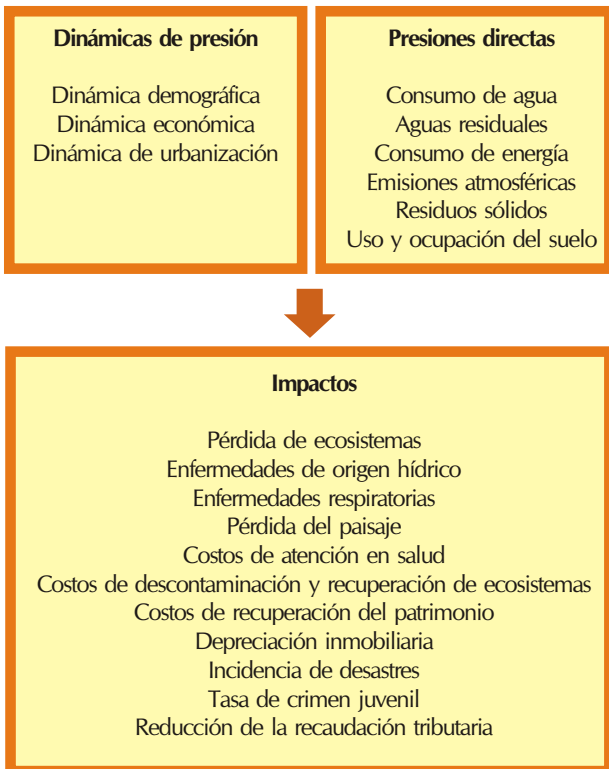 Dinámicas de presión
Dinámica demográfica
Dinámica económica
Dinámica de urbanización
Presiones directas
Consumo de agua
Aguas residuales
Consumo de energía
Emisiones atmosféricas
Residuos sólidos
Uso y ocupación del suelo
Impactos
Pérdida de ecosistemas
Enfermedades de origen hídrico
Enfermedades respiratorias
Pérdida del paisaje
Costos de atención en salud
Costos de descontaminación y recuperación de ecosistemas
Costos de recuperación del patrimonio
Depreciación inmobiliaria
Incidencia de desastres
Tasa de crimen juvenil
Reducción de la recaudación tributaria